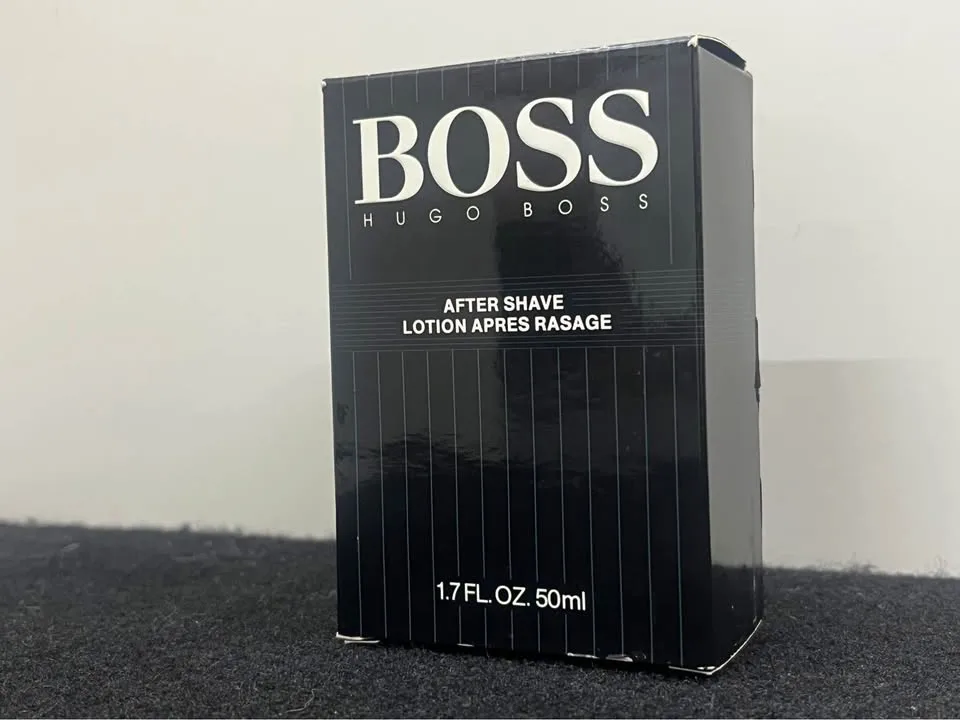 BOSS
HUGO BOSS
AFTER SHAVE
LOTION APRES RASAGE
1.7 FL. OZ. 50ml